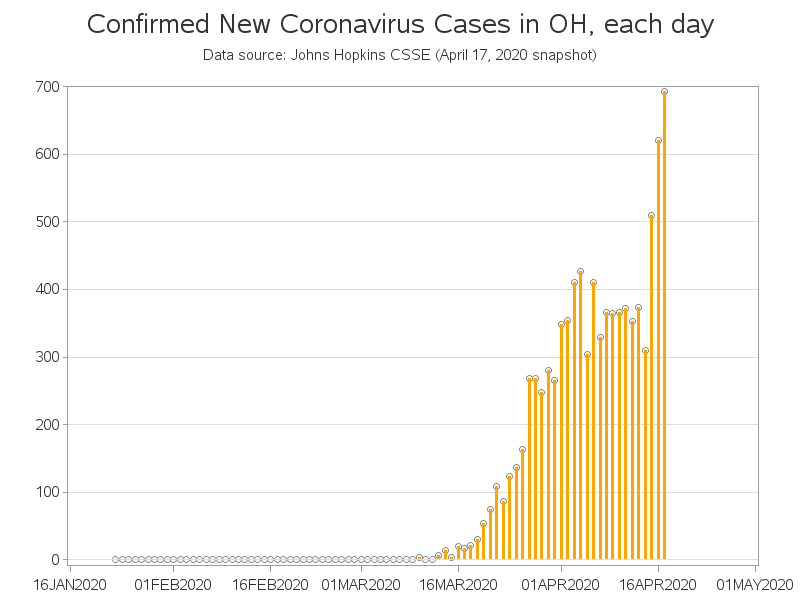 Confirmed New Coronavirus Cases in OH, each day
Data source: Johns Hopkins CSSE (April 17, 2020 snapshot)
700
600
500
400
300
200
100
0
16JAN2020 01FEB2020 16FEB2020 01MAR2020 16MAR2020 01APR2020 16APR2020 01MAY2020